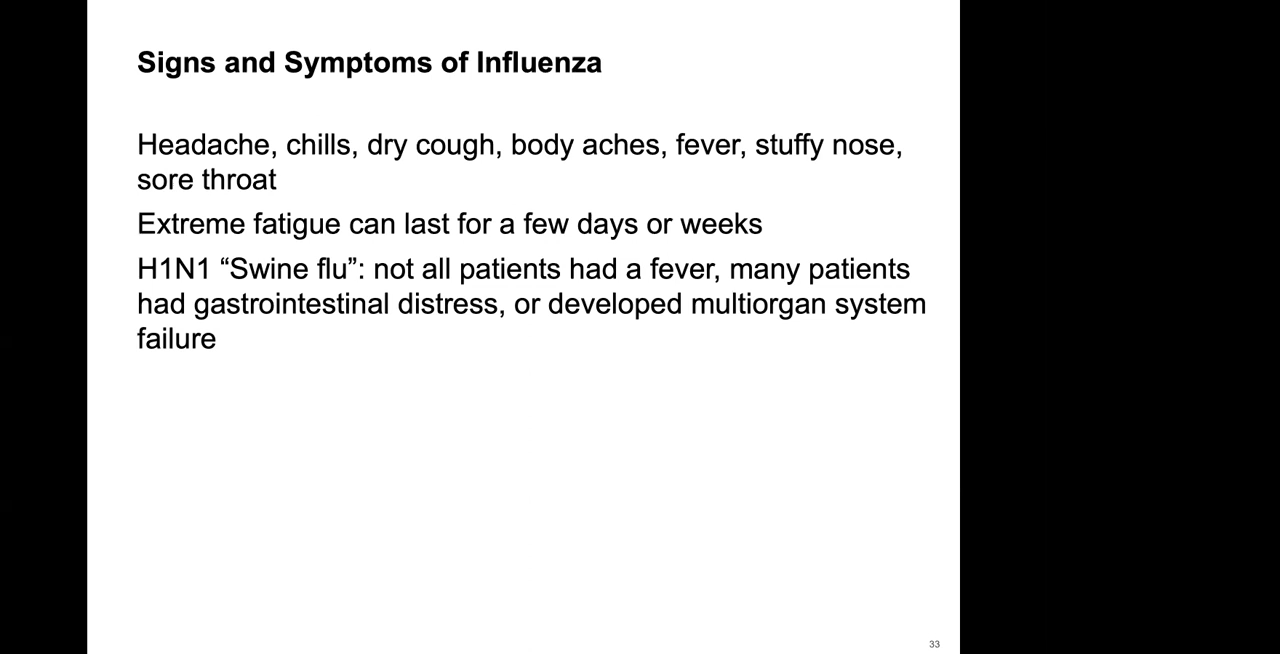 Signs and Symptoms of Influenza
Headache, chills, dry cough, body aches, fever, stuffy nose,
sore throat
Extreme fatigue can last for a few days or weeks
H1N1 “Swine flu”: not all patients had a fever, many patients
had gastrointestinal distress, or developed multiorgan system
failure
33